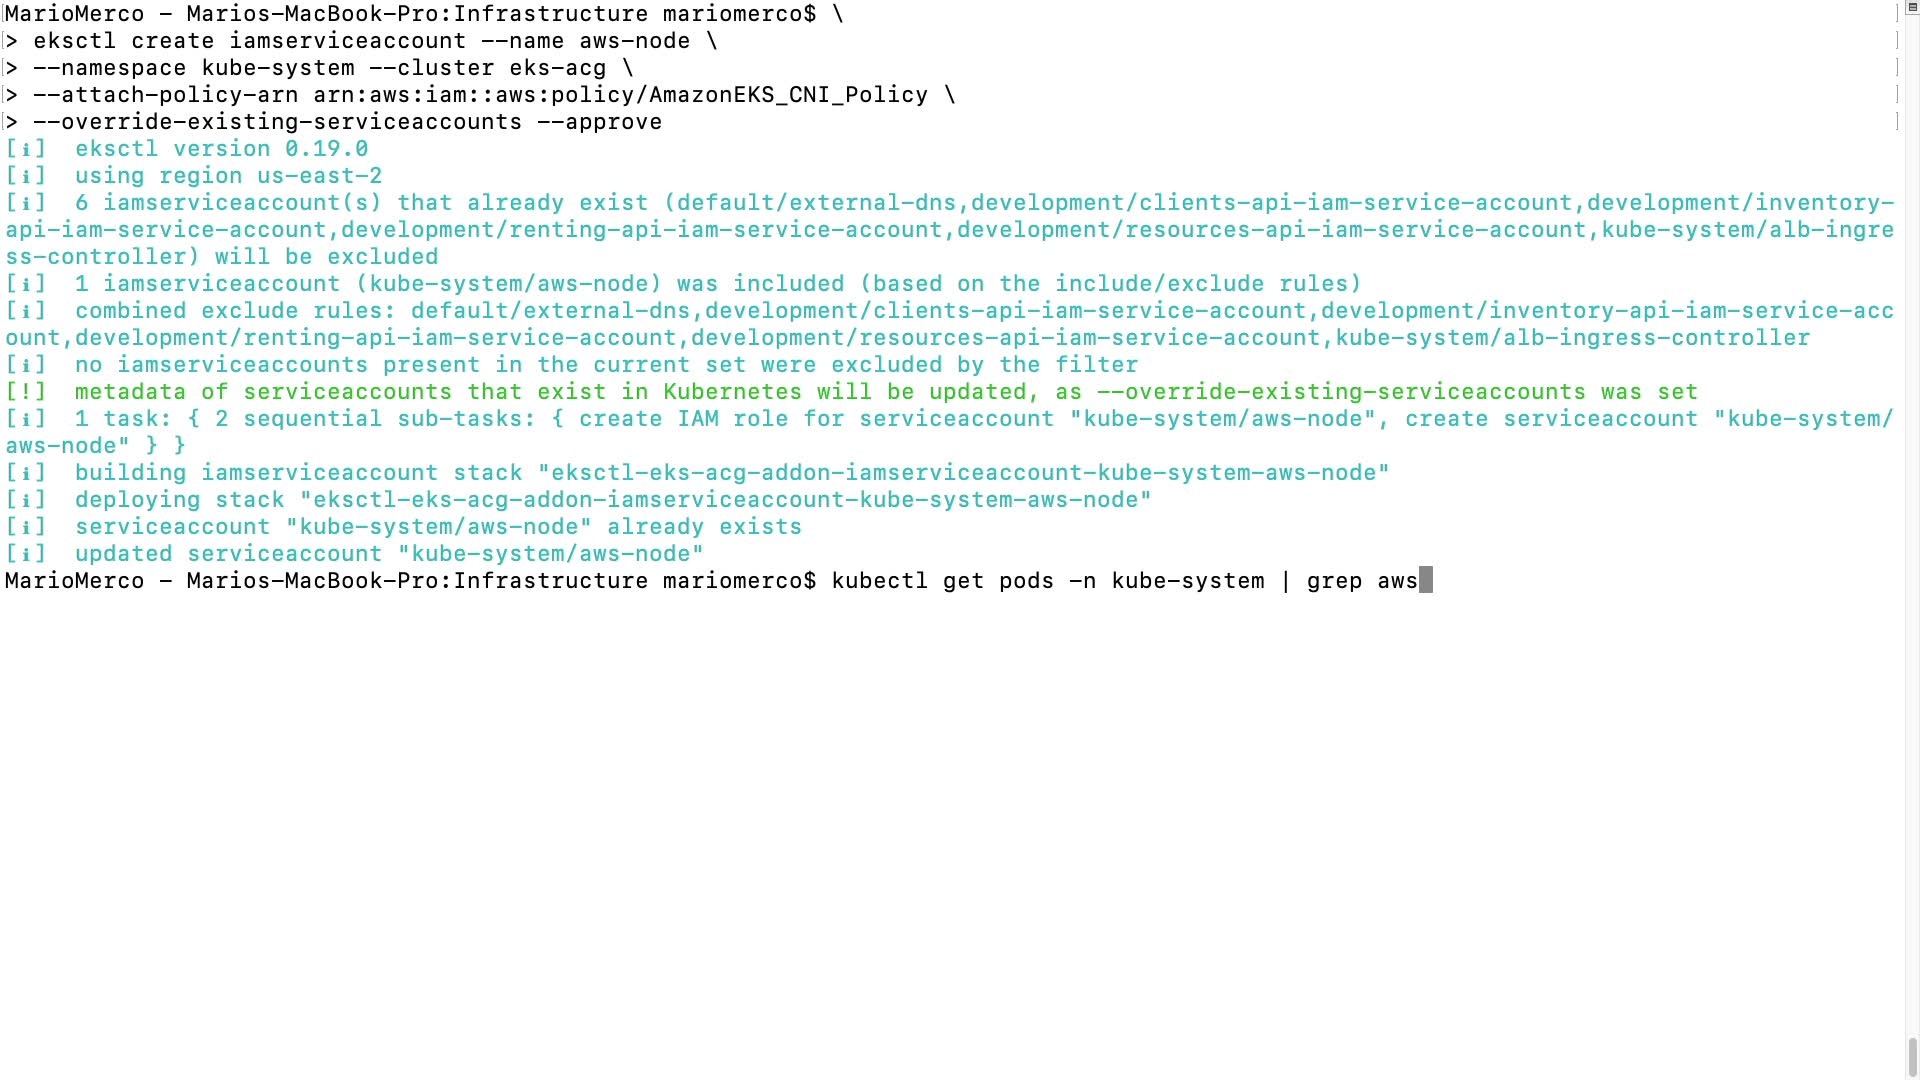 MarioMerco - Marios-MacBook-Pro:Infrastructure mariomerco$ \
> eksctl create iamserviceaccount --name aws-node \
> --namespace kube-system --cluster eks-acg \
> --attach-policy-arn arn:aws:iam::aws:policy/AmazonEKS_CNI_Policy \
> --override-existing-serviceaccounts --approve
[ℹ]  eksctl version 0.19.0
[ℹ]  using region us-east-2
[ℹ]  6 iamserviceaccount(s) that already exist (default/external-dns,development/clients-api-iam-service-account,development/inventory-
api-iam-service-account,development/renting-api-iam-service-account,development/resources-api-iam-service-account,kube-system/alb-ingre
ss-controller) will be excluded
[ℹ]  1 iamserviceaccount (kube-system/aws-node) was included (based on the include/exclude rules)
[ℹ]  combined exclude rules: default/external-dns,development/clients-api-iam-service-account,development/inventory-api-iam-service-acc
ount,development/renting-api-iam-service-account,development/resources-api-iam-service-account,kube-system/alb-ingress-controller
[ℹ]  no iamserviceaccounts present in the current set were excluded by the filter
[!]  metadata of serviceaccounts that exist in Kubernetes will be updated, as --override-existing-serviceaccounts was set
[ℹ]  1 task: { 2 sequential sub-tasks: { create IAM role for serviceaccount "kube-system/aws-node", create serviceaccount "kube-system/
aws-node" } }
[ℹ]  building iamserviceaccount stack "eksctl-eks-acg-addon-iamserviceaccount-kube-system-aws-node"
[ℹ]  deploying stack "eksctl-eks-acg-addon-iamserviceaccount-kube-system-aws-node"
[ℹ]  serviceaccount "kube-system/aws-node" already exists
[ℹ]  updated serviceaccount "kube-system/aws-node"
MarioMerco - Marios-MacBook-Pro:Infrastructure mariomerco$ kubectl get pods -n kube-system | grep aws